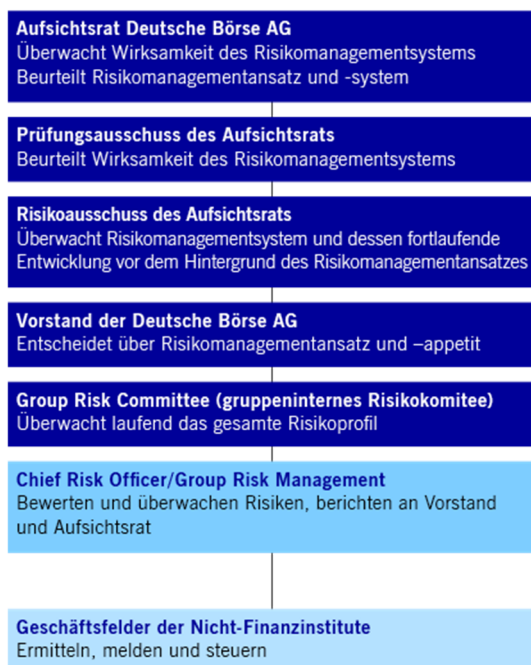 Aufsichtsrat Deutsche Börse AG
Überwacht Wirksamkeit des Risikomanagementsystems
Beurteilt Risikomanagementansatz und -system
Prüfungsausschuss des Aufsichtsrats
Beurteilt Wirksamkeit des Risikomanagementsystems
Risikoausschuss des Aufsichtsrats
Überwacht Risikomanagementsystem und dessen fortlaufende
Entwicklung vor dem Hintergrund des Risikomanagementansatzes
Vorstand der Deutsche Börse AG
Entscheidet über Risikomanagementansatz und –appetit
Group Risk Committee (gruppeninternes Risikokomitee)
Überwacht laufend das gesamte Risikoprofil
Chief Risk Officer/Group Risk Management
Bewerten und überwachen Risiken, berichten an Vorstand
und Aufsichtsrat
Geschäftsfelder der Nicht-Finanzinstitute
Ermitteln, melden und steuern